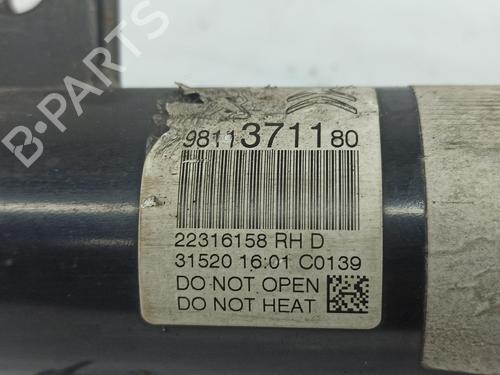 9811371180
22316158 RH D
31520 16:01 C0139
DO NOT OPEN
DO NOT HEAT
B-PARTS